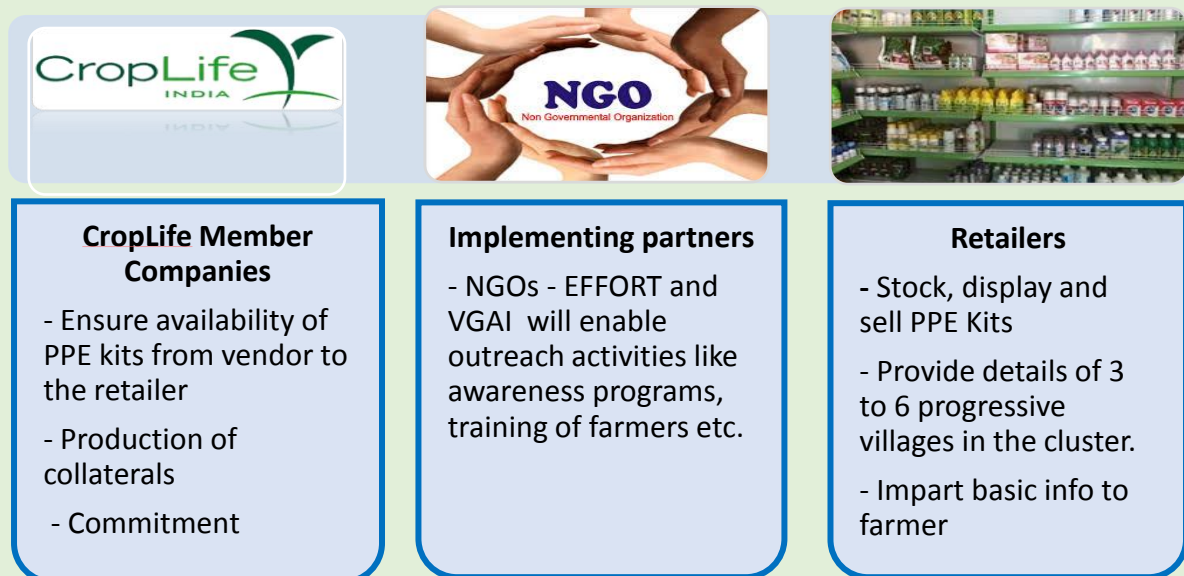 CropLife
INDIA
NGO
Non Governmental Organization
CropLife Member
Companies
- Ensure availability of
PPE kits from vendor to
the retailer
- Production of
collaterals
- Commitment
Implementing partners
- NGOs - EFFORT and
VGAI will enable
outreach activities like
awareness programs,
training of farmers etc.
Retailers
- Stock, display and
sell PPE Kits
- Provide details of 3
to 6 progressive
villages in the cluster.
- Impart basic info to
farmer